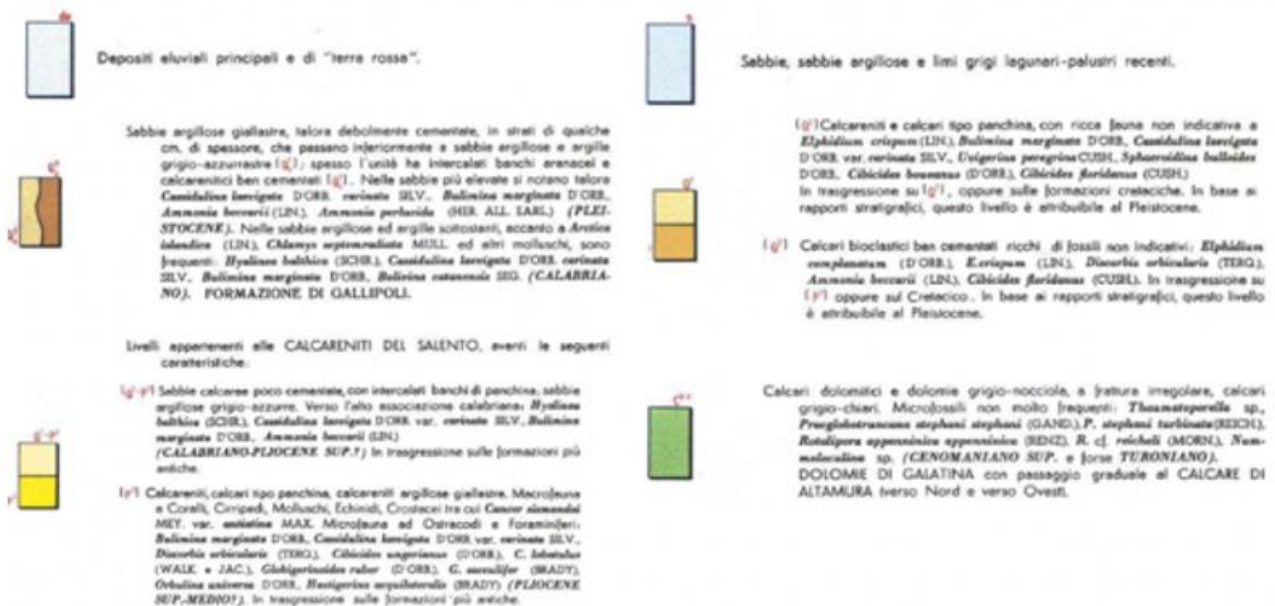 Depositi eluviali principali e di "terra rossa".
Sabbie argillose giallastre, talora debolmente cementate, in strati di qualche
cm. di spessore, che passano inferiormente a sabbie argillose e argille
grigio-azzurrastre; spesso l'unità ha intercalati banchi arenacei e
calcarenitici ben cementati. Nelle sabbie più elevate si notano talora
Cassidulina laevigata D'ORB. carinata SILV., Bulimina marginata D'ORB.,
Ammonia beccarii (LIN.), Ammonia perlucida (HER. ALL. EARL.) (PLEI-
STOCENE). Nelle sabbie argillose ed argille sottostanti, accanto a Arctica
islandica (LIN.), Chlamys septemradiata MULL. ed altri molluschi, sono
frequenti: Hyalinea balthica (SCHR.), Cassidulina laevigata D'ORB. carinata
SILV., Bulimina marginata D'ORB., Bolivina catanensis SEG. (CALABRIA-
NO). FORMAZIONE DI GALLIPOLI.
Livelli appartenenti alle CALCARENITI DEL SALENTO, aventi le seguenti
caratteristiche:
Sabbie calcaree poco cementate, con intercalati banchi di panchina, sabbie
argillose grigio-azzurre. Verso l'alto associazione calabriana: Hyalinea
balthica (SCHR.), Cassidulina laevigata D'ORB. var. carinata SILV., Bulimina
marginata D'ORB., Ammonia beccarii (LIN.)
(CALABRIANO-PLIOCENE SUP.?) In trasgressione sulle formazioni più
antiche.
Calcareniti, calcari tipo panchina, calcareniti argillose giallastre. Macrofauna
a Coralli, Cirripedi, Molluschi, Echinidi, Crostacei tra cui Cancer sismondai
MEY. var. antiatina MAX. Microfauna ad Ostracodi e Foraminiferi:
Bulimina marginata D'ORB., Cassidulina laevigata D'ORB. var. carinata SILV.,
Discorbis orbicularis (TERQ.), Cibicides ungerianus (D'ORB.), C. lobatulus
(WALK. e JAC.), Globigerinoides ruber (D'ORB.), G. sacculifer (BRADY),
Orbulina universa D'ORB., Hastigerina aequilateralis (BRADY) (PLIOCENE
SUP.-MEDIO?). In trasgressione sulle formazioni più antiche.
Sabbie, sabbie argillose e limi grigi lagunari-palustri recenti.
Calcareniti e calcari tipo panchina, con ricca fauna non indicativa a
Elphidium crispum (LIN.), Bulimina marginata D'ORB., Cassidulina laevigata
D'ORB. var. carinata SILV., Uvigerina peregrina CUSH., Sphaeroidina bulloides
D'ORB., Cibicides boueanus (D'ORB.), Cibicides floridanus (CUSH.)
In trasgressione su, oppure sulle formazioni cretaciche. In base ai
rapporti stratigrafici, questo livello è attribuibile al Pleistocene.
Calcari bioclastici ben cementati ricchi di fossili non indicativi: Elphidium
complanatum (D'ORB.), E. crispum (LIN.), Discorbis orbicularis (TERQ.),
Ammonia beccarii (LIN.), Cibicides floridanus (CUSH.). In trasgressione su
oppure sul Cretacico. In base ai rapporti stratigrafici, questo livello
è attribuibile al Pleistocene.
Calcari dolomitici e dolomie grigio-nocciola, a fratture irregolare, calcari
grigio-chiari. Microfossili non molto frequenti: Thaumatoporella sp.,
Praeglobotruncana stephani stephani (GAND.), P. stephani turbinata (REICH.),
Rotalipora appenninica appenninica (RENZ), R. cf. reicheli (MORN.), Num-
moloculina sp. (CENOMANIANO SUP. e forse TURONIANO).
DOLOMIE DI GALATINA con passaggio graduale al CALCARE DI
ALTAMURA (verso Nord e verso Ovest).